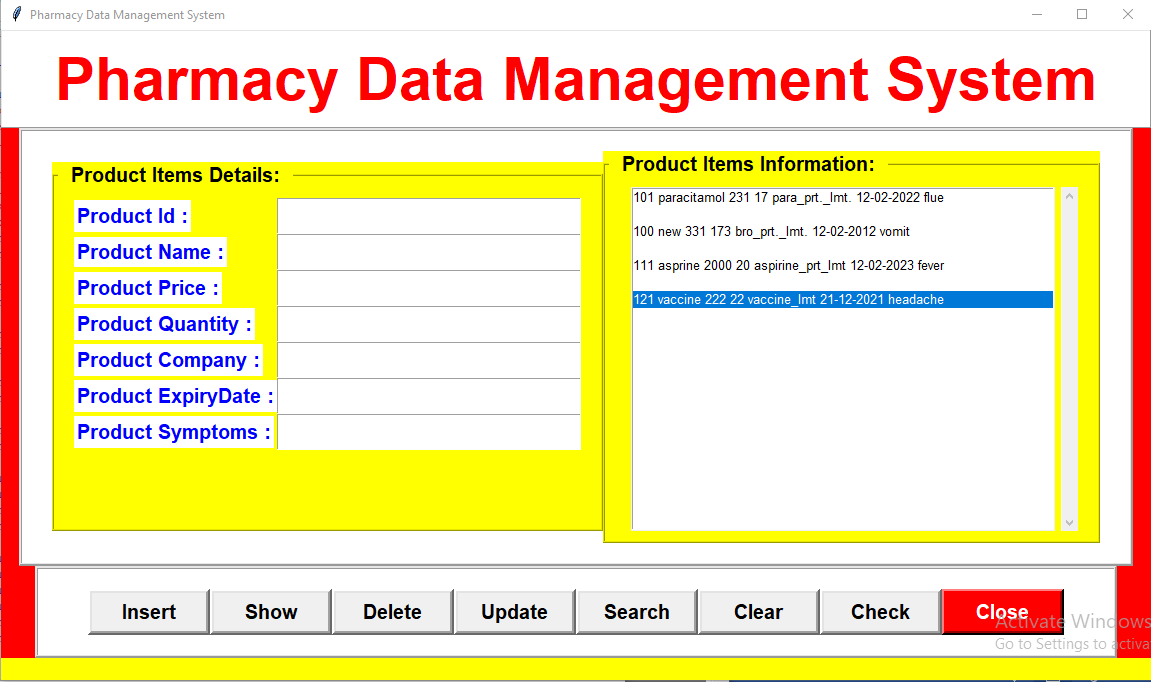 Pharmacy Data Management System
Pharmacy Data Management System
Product Items Details:
Product Id :
Product Name :
Product Price :
Product Quantity :
Product Company :
Product ExpiryDate :
Product Symptoms :
Product Items Information:
101 paracitamol 231 17 para_prt._lmt. 12-02-2022 flue
100 new 331 173 bro_prt._lmt. 12-02-2012 vomit
111 asprine 2000 20 aspirine_prt_lmt 12-02-2023 fever
121 vaccine 222 22 vaccine_lmt 21-12-2021 headache
Insert Show Delete Update Search Clear Check Close
Activate Windows
Go to Settings to activa